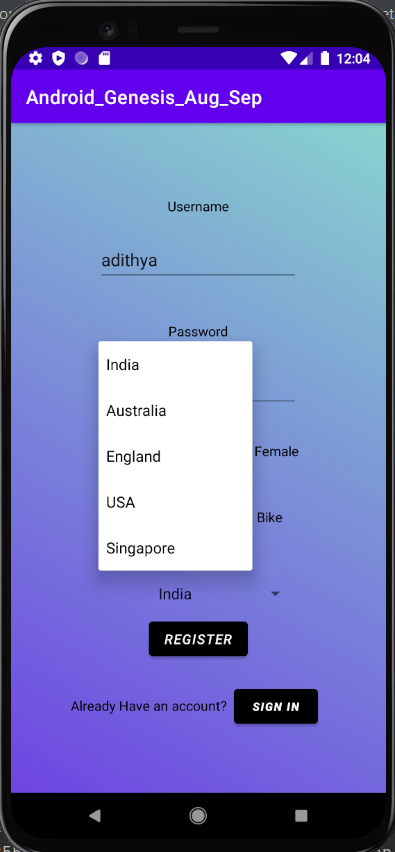 12:04
Android_Genesis_Aug_Sep
Username
adithya
Password
India
Australia
England
USA
Singapore
Female
Bike
India
REGISTER
Already Have an account? SIGN IN